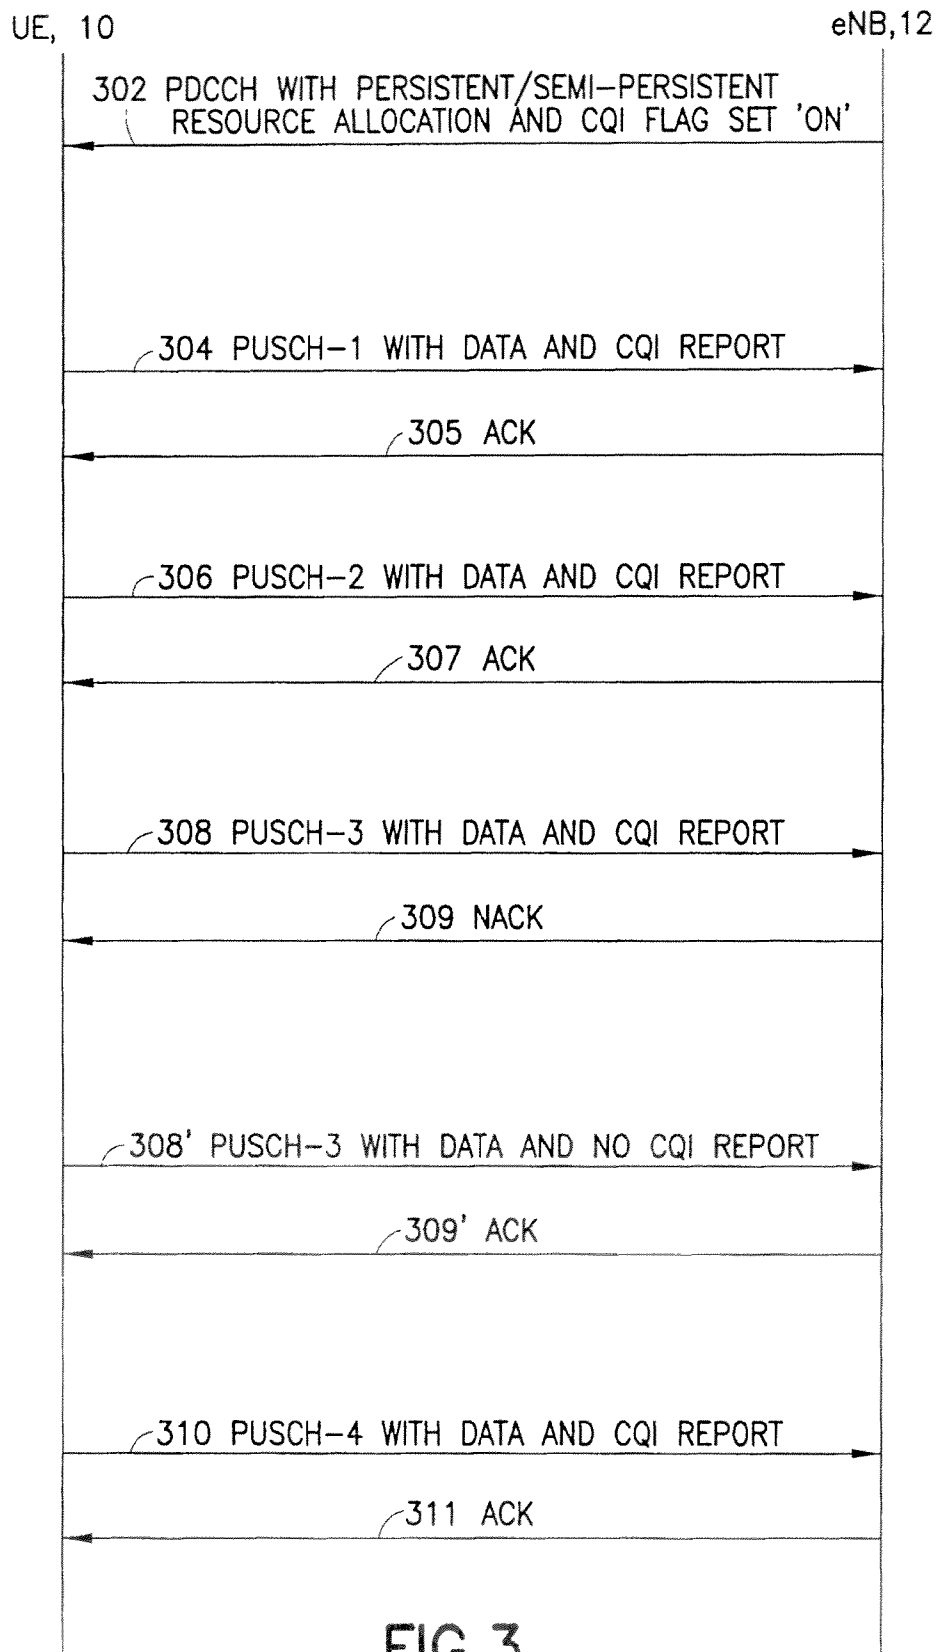 UE, 10
eNB,12
302 PDCCH WITH PERSISTENT/SEMI-PERSISTENT
RESOURCE ALLOCATION AND CQI FLAG SET 'ON'
304 PUSCH-1 WITH DATA AND CQI REPORT
305 ACK
306 PUSCH-2 WITH DATA AND CQI REPORT
307 ACK
308 PUSCH-3 WITH DATA AND CQI REPORT
309 NACK
308' PUSCH-3 WITH DATA AND NO CQI REPORT
309' ACK
310 PUSCH-4 WITH DATA AND CQI REPORT
311 ACK
FIG.3